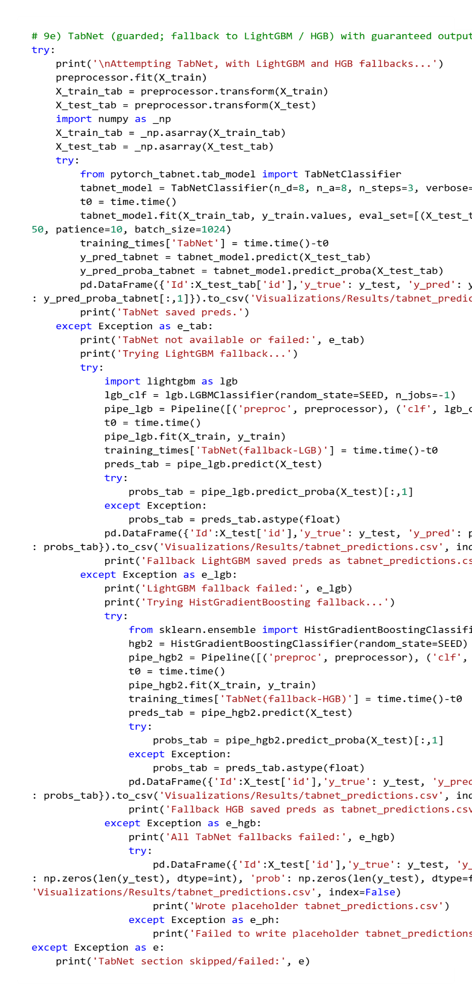 # 9e) TabNet (guarded; fallback to LightGBM / HGB) with guaranteed output
try:
    print('\nAttempting TabNet, with LightGBM and HGB fallbacks...')
    preprocessor.fit(X_train)
    X_train_tab = preprocessor.transform(X_train)
    X_test_tab = preprocessor.transform(X_test)
    import numpy as _np
    X_train_tab = _np.asarray(X_train_tab)
    X_test_tab = _np.asarray(X_test_tab)
    try:
        from pytorch_tabnet.tab_model import TabNetClassifier
        tabnet_model = TabNetClassifier(n_d=8, n_a=8, n_steps=3, verbose=
        t0 = time.time()
        tabnet_model.fit(X_train_tab, y_train.values, eval_set=[(X_test_t
50, patience=10, batch_size=1024)
        training_times['TabNet'] = time.time()-t0
        y_pred_tabnet = tabnet_model.predict(X_test_tab)
        y_pred_proba_tabnet = tabnet_model.predict_proba(X_test_tab)
        pd.DataFrame({'Id':X_test_tab['id'],'y_true': y_test, 'y_pred': y
: y_pred_proba_tabnet[:,1]}).to_csv('Visualizations/Results/tabnet_predic
        print('TabNet saved preds.')
    except Exception as e_tab:
        print('TabNet not available or failed:', e_tab)
        print('Trying LightGBM fallback...')
        try:
            import lightgbm as lgb
            lgb_clf = lgb.LGBMClassifier(random_state=SEED, n_jobs=-1)
            pipe_lgb = Pipeline([('preproc', preprocessor), ('clf', lgb_c
            t0 = time.time()
            pipe_lgb.fit(X_train, y_train)
            training_times['TabNet(fallback-LGB)'] = time.time()-t0
            preds_tab = pipe_lgb.predict(X_test)
            try:
                probs_tab = pipe_lgb.predict_proba(X_test)[:,1]
            except Exception:
                probs_tab = preds_tab.astype(float)
            pd.DataFrame({'Id':X_test['id'],'y_true': y_test, 'y_pred': p
: probs_tab}).to_csv('Visualizations/Results/tabnet_predictions.csv', ind
            print('Fallback LightGBM saved preds as tabnet_predictions.cs
        except Exception as e_lgb:
            print('LightGBM fallback failed:', e_lgb)
            print('Trying HistGradientBoosting fallback...')
            try:
                from sklearn.ensemble import HistGradientBoostingClassifi
                hgb2 = HistGradientBoostingClassifier(random_state=SEED)
                pipe_hgb2 = Pipeline([('preproc', preprocessor), ('clf',
                t0 = time.time()
                pipe_hgb2.fit(X_train, y_train)
                training_times['TabNet(fallback-HGB)'] = time.time()-t0
                preds_tab = pipe_hgb2.predict(X_test)
                try:
                    probs_tab = pipe_hgb2.predict_proba(X_test)[:,1]
                except Exception:
                    probs_tab = preds_tab.astype(float)
                pd.DataFrame({'Id':X_test['id'],'y_true': y_test, 'y_pred
: probs_tab}).to_csv('Visualizations/Results/tabnet_predictions.csv', ind
                print('Fallback HGB saved preds as tabnet_predictions.csv
            except Exception as e_hgb:
                print('All TabNet fallbacks failed:', e_hgb)
                try:
                    pd.DataFrame({'Id':X_test['id'],'y_true': y_test, 'y_
: np.zeros(len(y_test), dtype=int), 'prob': np.zeros(len(y_test), dtype=f
'Visualizations/Results/tabnet_predictions.csv', index=False)
                    print('Wrote placeholder tabnet_predictions.csv')
                except Exception as e_ph:
                    print('Failed to write placeholder tabnet_predictions
except Exception as e:
    print('TabNet section skipped/failed:', e)